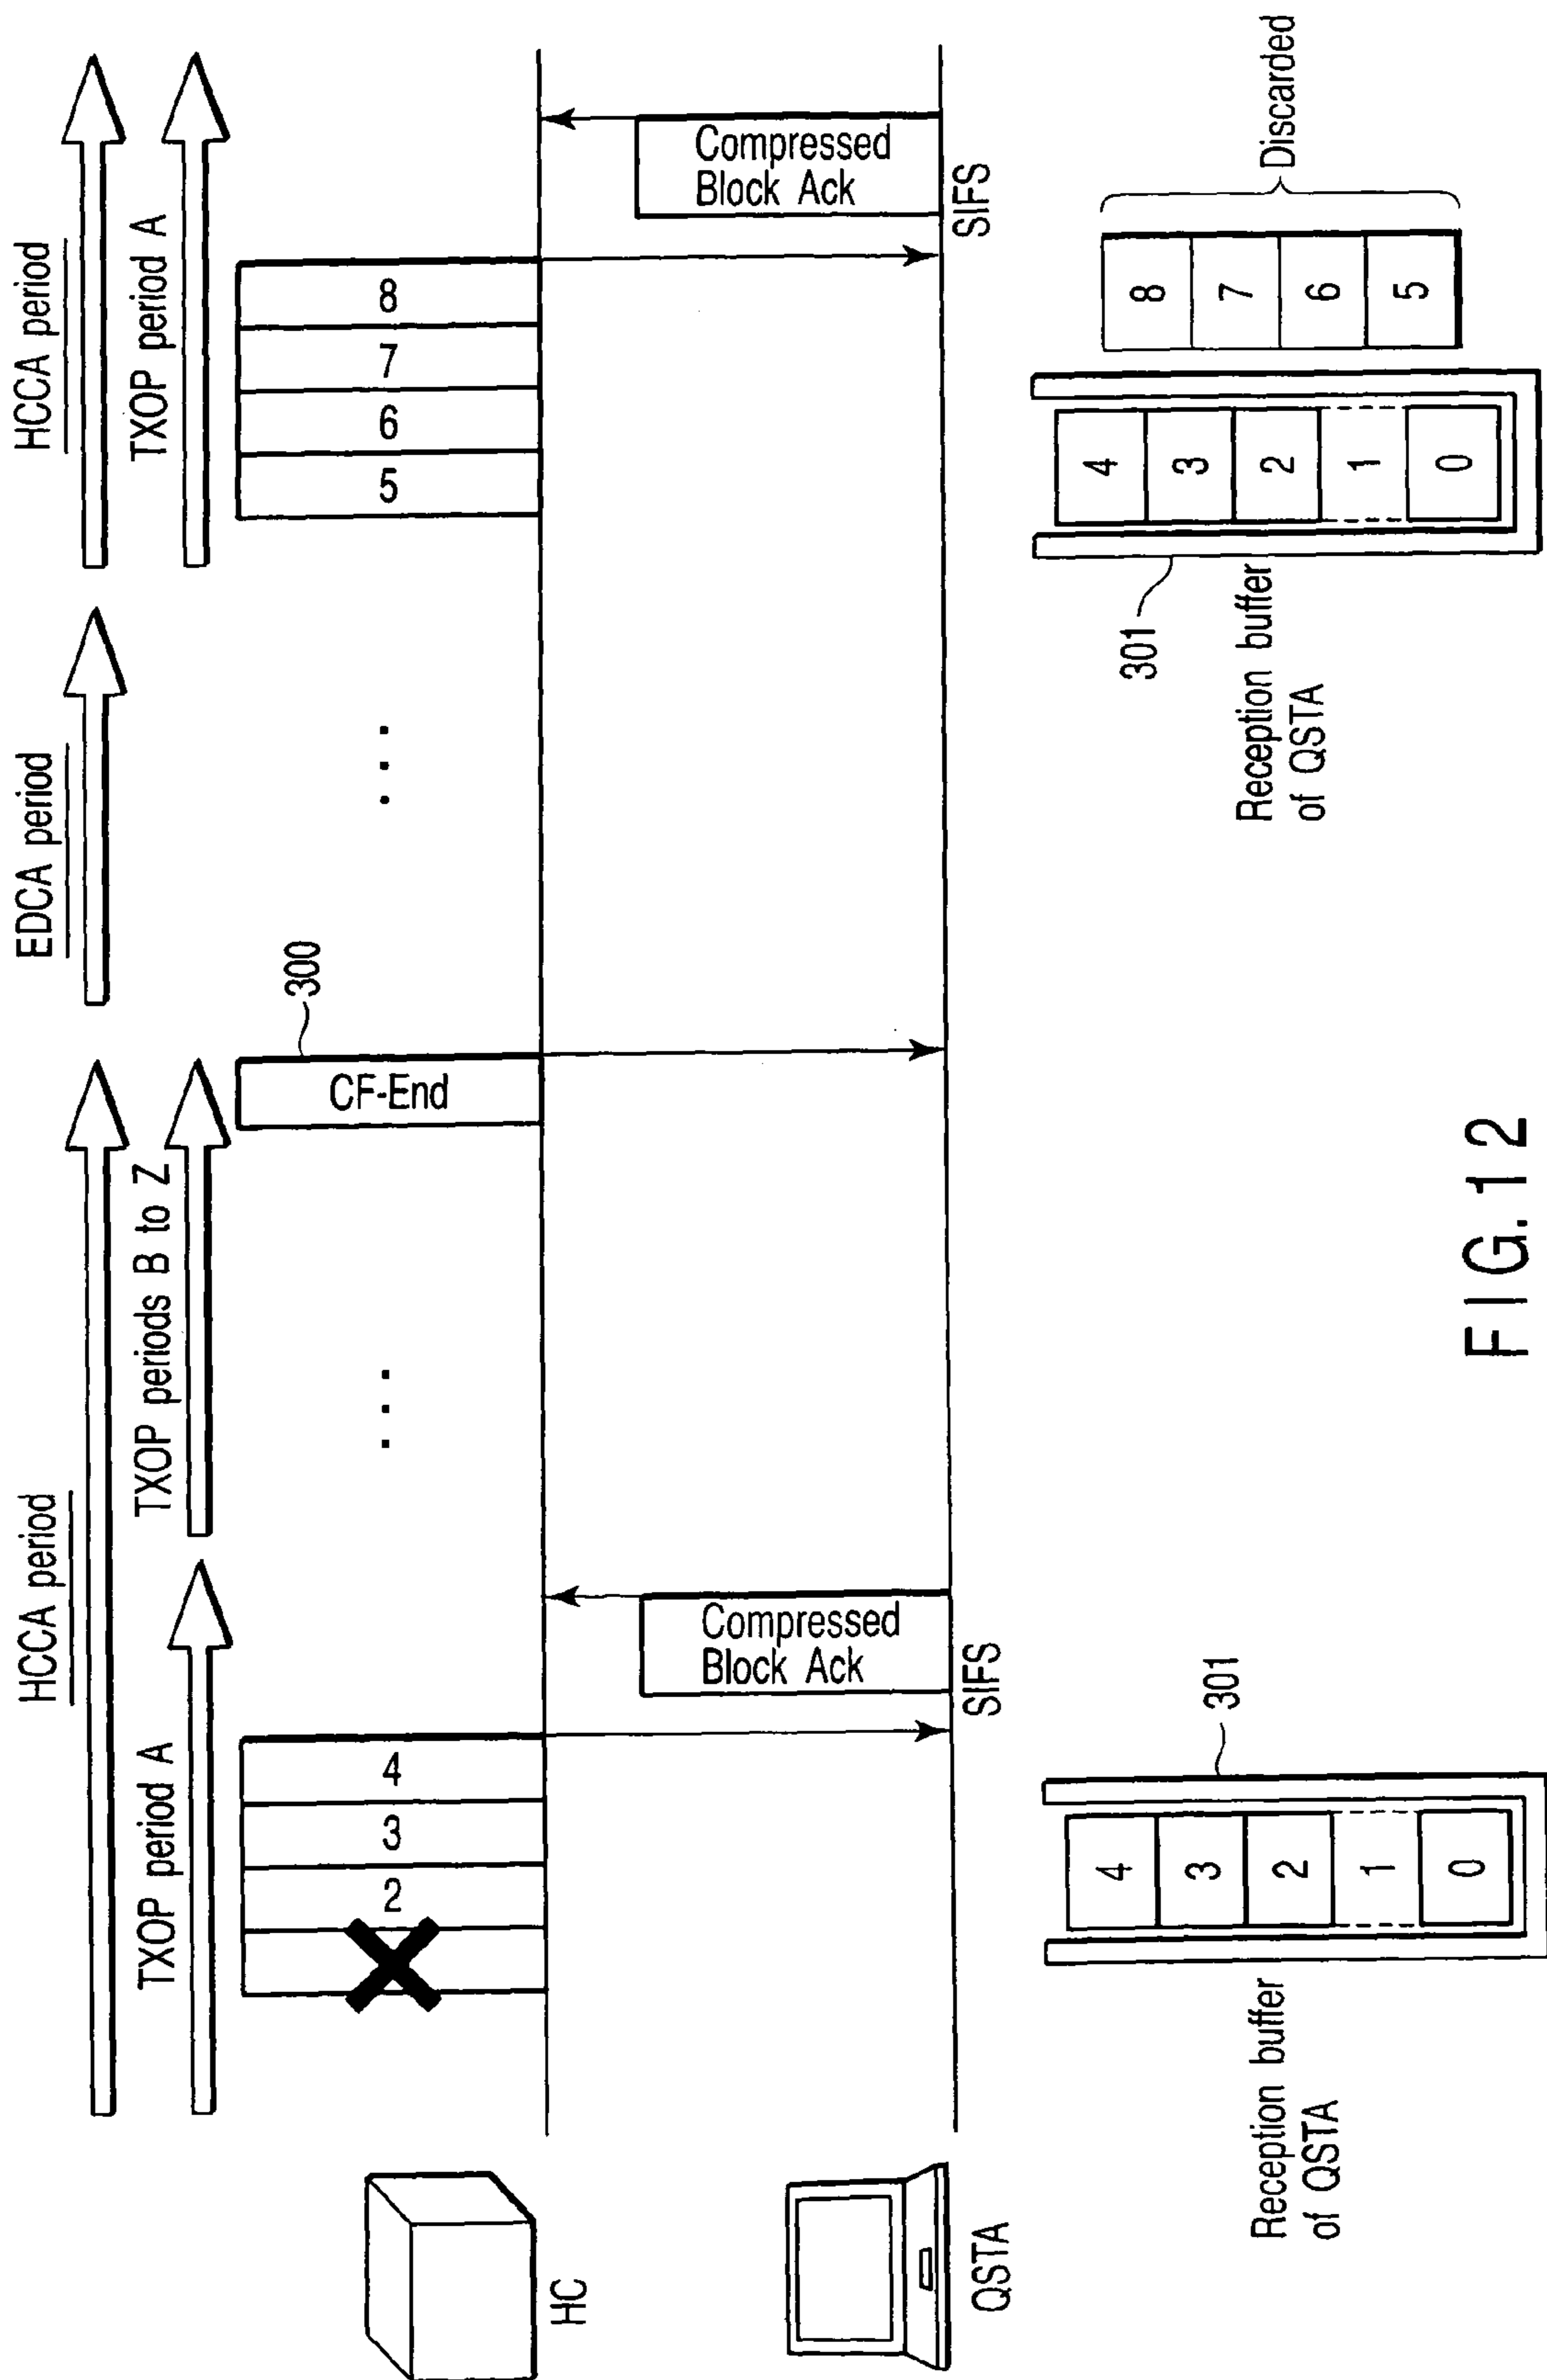 HCCA period
EDCA period
HCCA period
TXOP period A
TXOP periods B to Z
TXOP period A
2
3
4
...
CF-End
300
...
5
6
7
8
HC
Compressed
Block Ack
Compressed
Block Ack
QSTA
SIFS
SIFS
Reception buffer
of QSTA
4
3
2
1
0
301
Reception buffer
of QSTA
301
4
3
2
1
0
8
7
6
5
Discarded
FIG. 12